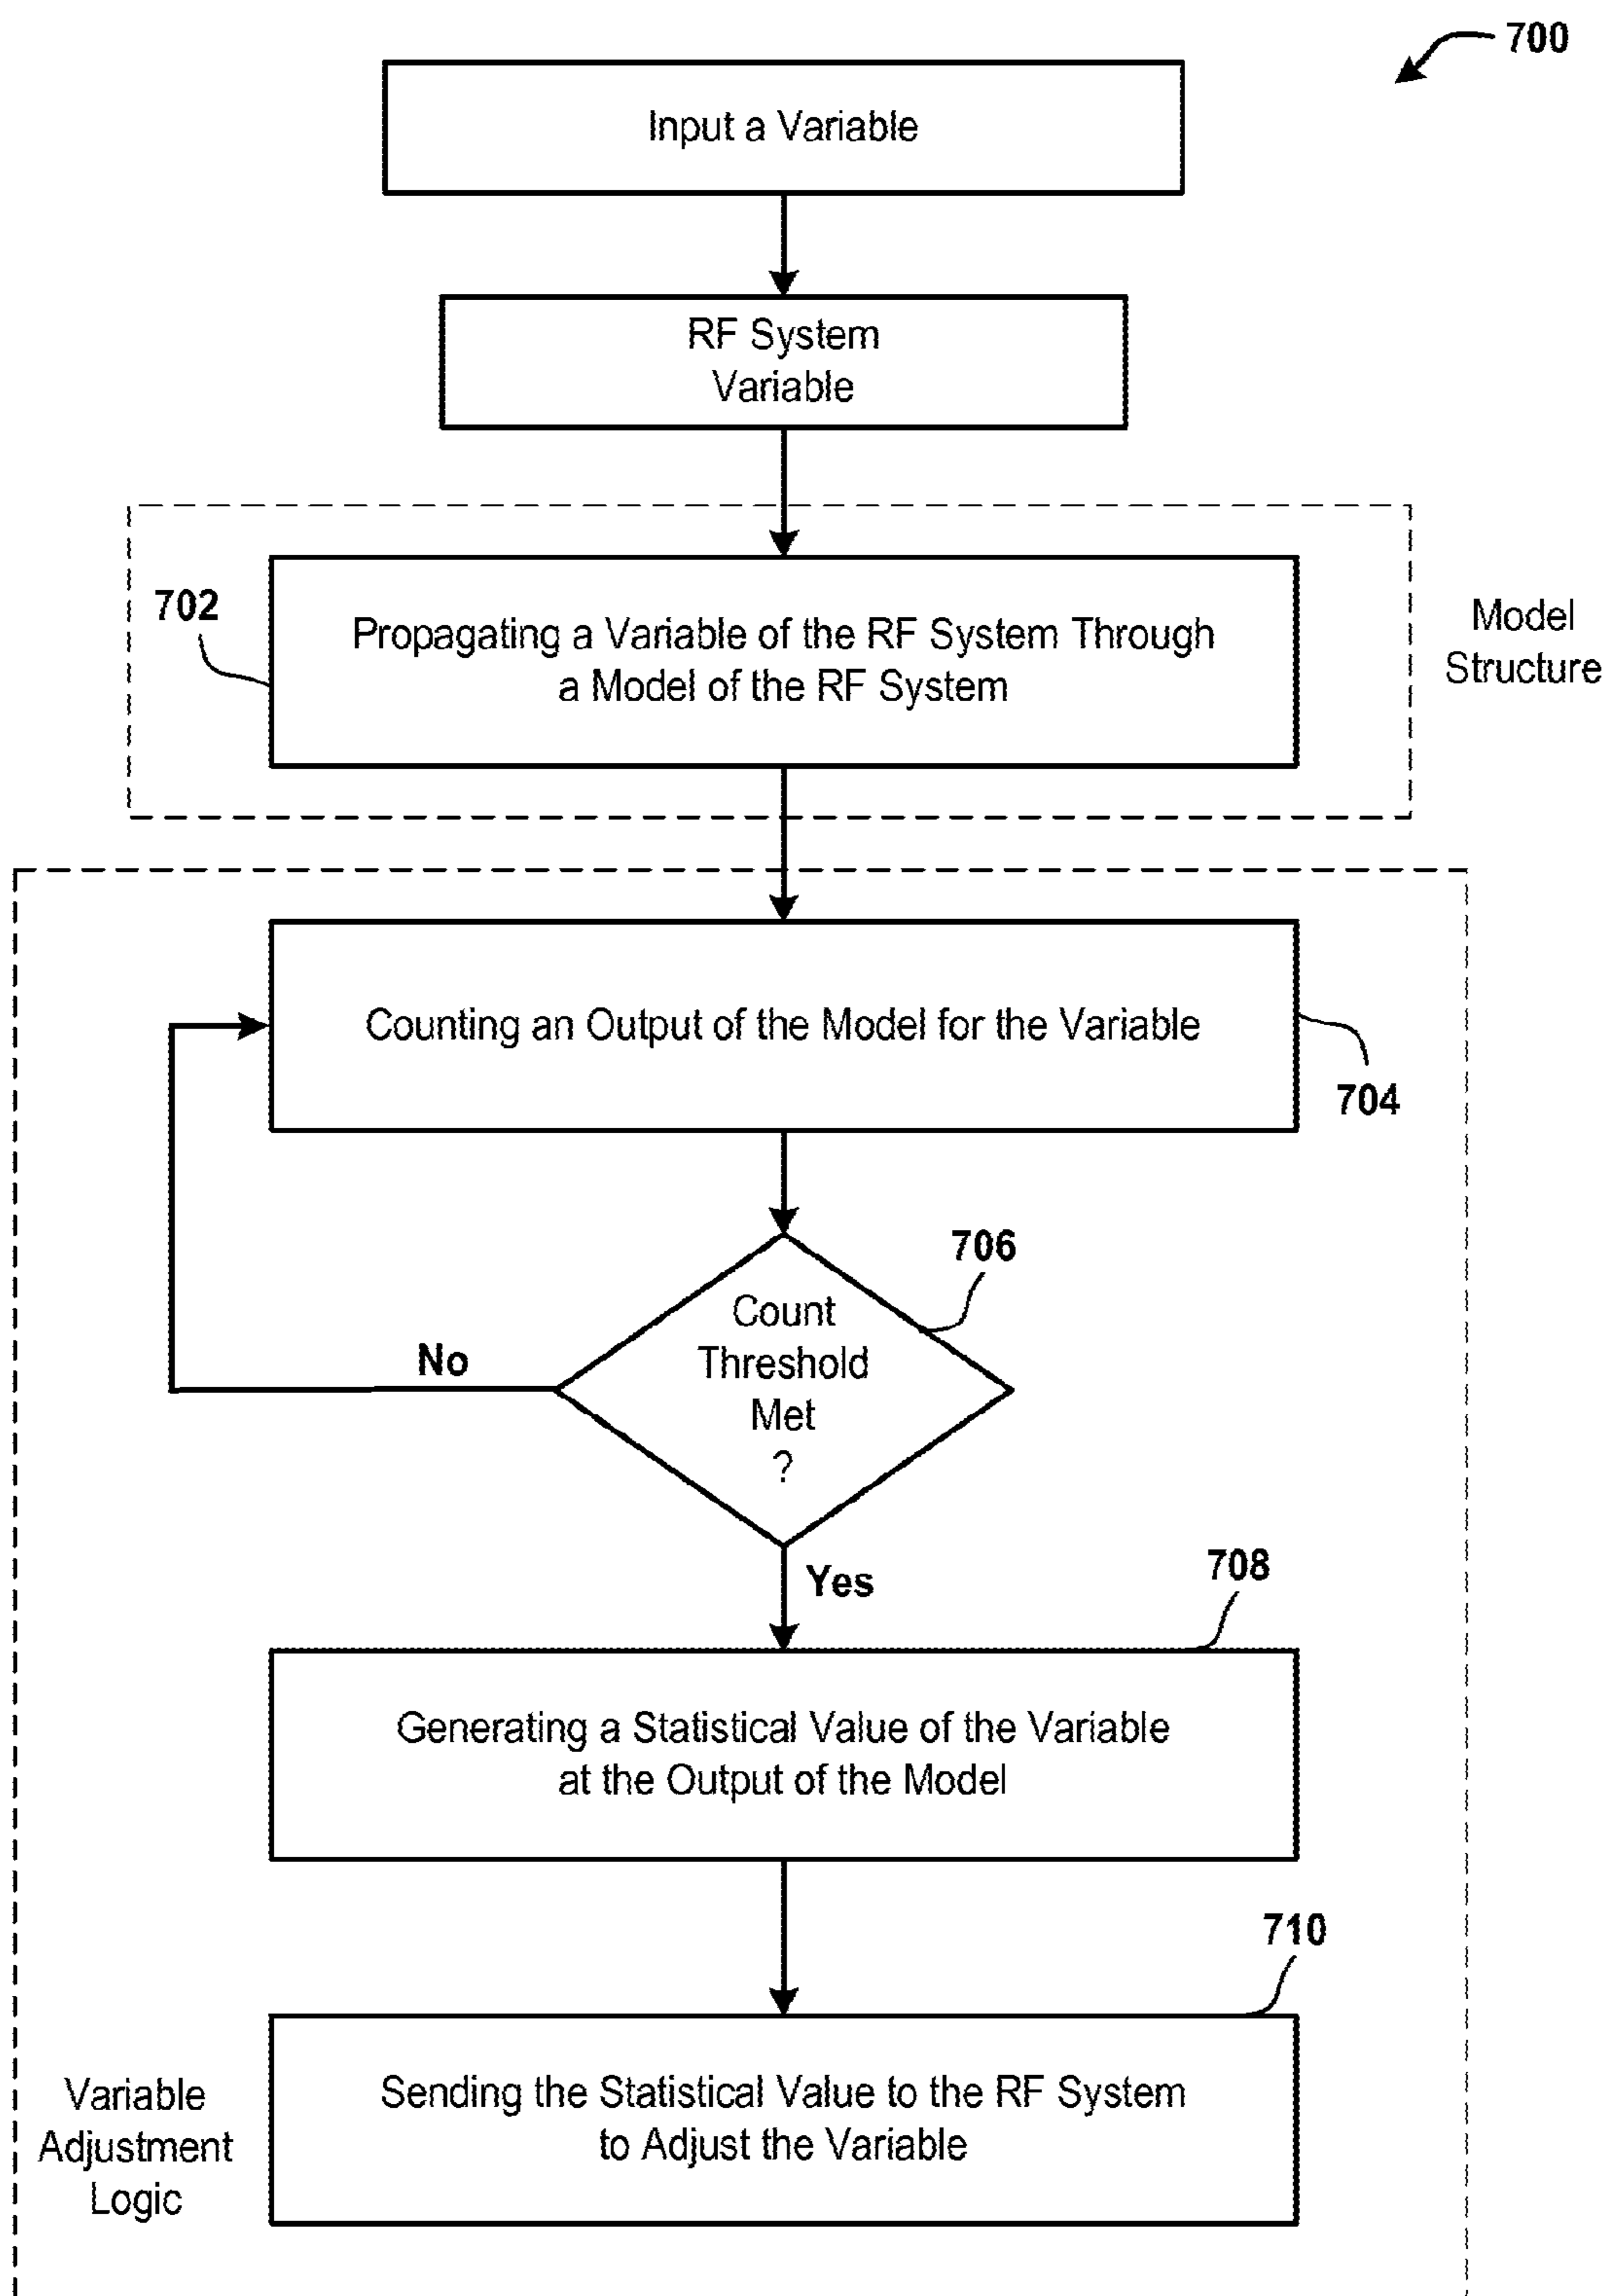 700
Input a Variable
RF System
Variable
702
Propagating a Variable of the RF System Through
a Model of the RF System
Model
Structure
Counting an Output of the Model for the Variable
704
706
Count
Threshold
Met
?
No
Yes
708
Generating a Statistical Value of the Variable
at the Output of the Model
710
Sending the Statistical Value to the RF System
to Adjust the Variable
Variable
Adjustment
Logic